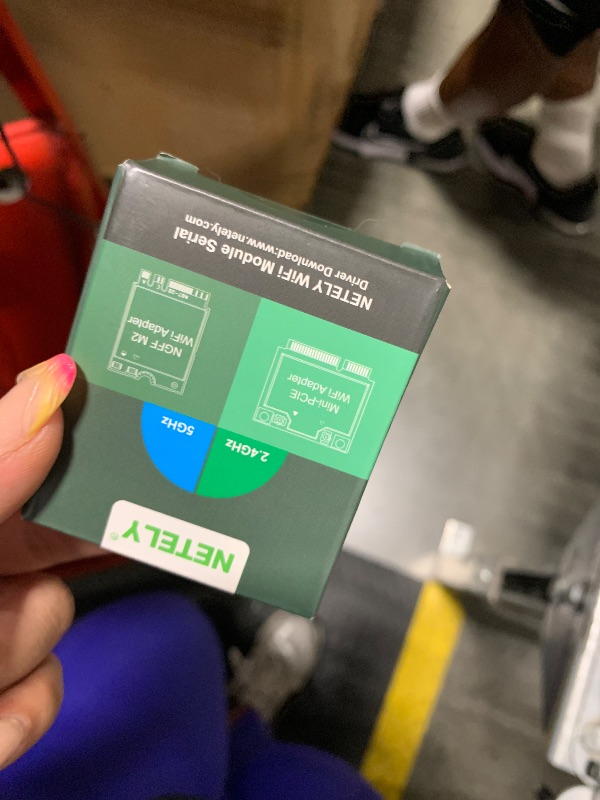 NETELY®
2.4GHz
5GHz
Mini-PCIE
WiFi Adapter
NGFF M2
WiFi Adapter
NETELY WiFi Module Serial
Driver Download:www.netely.com